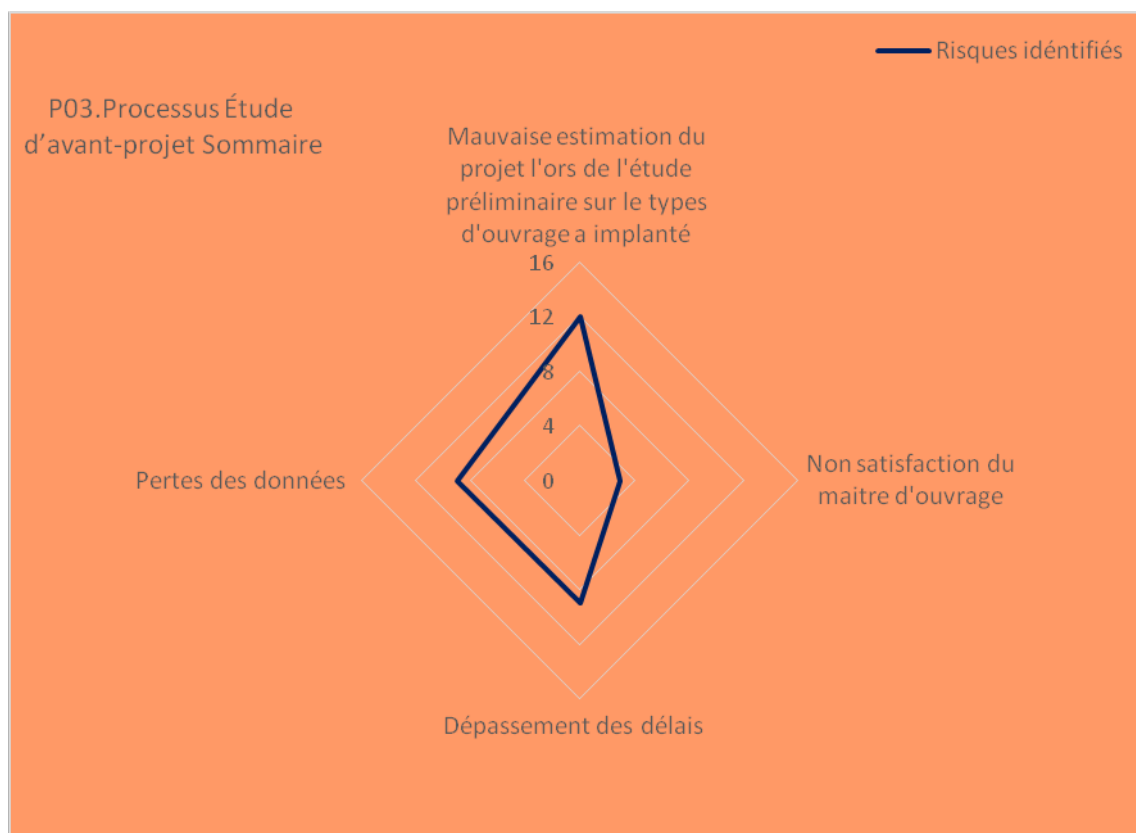 Risques idéntifiés
P03.Processus Étude
d’avant-projet Sommaire
Mauvaise estimation du
projet l'ors de l'étude
préliminaire sur le types
d'ouvrage a implanté
16
12
8
4
0
Pertes des données
Non satisfaction du
maitre d'ouvrage
Dépassement des délais